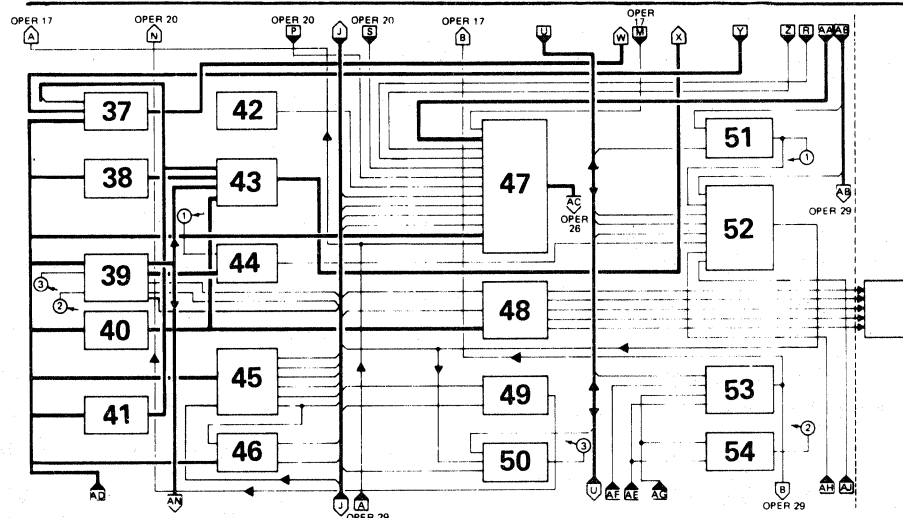 OPER 17 OPER 20 OPER 20 OPER 20 OPER 17 OPER 17
A N P J S B U W M X Y Z R AA AB
37 42 51
1
38 43 47
AC
OPER 26
AB
OPER 29
1
52
39 44
3
2
40 48
45 53
49
41 2
46 3
50 54
AD AN J A U AF AE AG B AH AJ
OPER 29 OPER 29